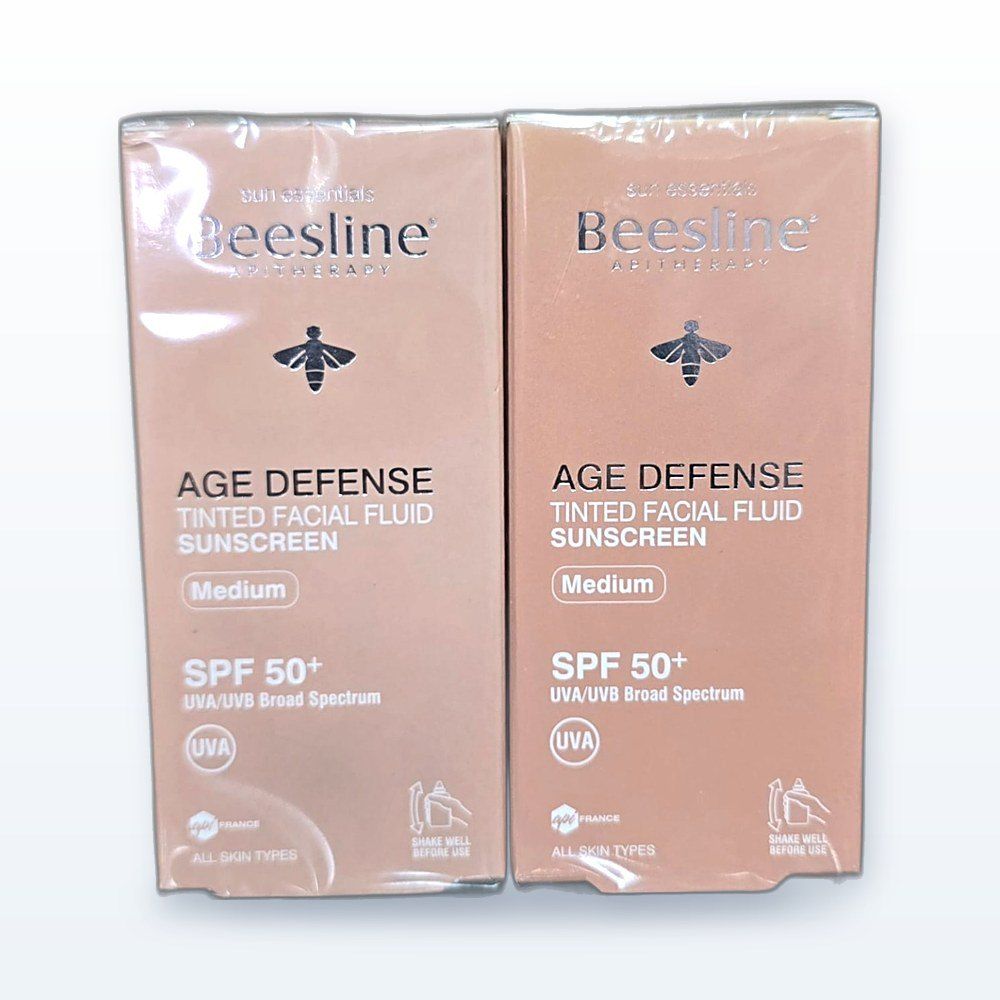 sun essentials
Beesline®
APITHERAPY
AGE DEFENSE
TINTED FACIAL FLUID
SUNSCREEN
Medium
SPF 50+
UVA/UVB Broad Spectrum
UVA
api FRANCE
SHAKE WELL
BEFORE USE
ALL SKIN TYPES
sun essentials
Beesline®
APITHERAPY
AGE DEFENSE
TINTED FACIAL FLUID
SUNSCREEN
Medium
SPF 50+
UVA/UVB Broad Spectrum
UVA
api FRANCE
SHAKE WELL
BEFORE USE
ALL SKIN TYPES